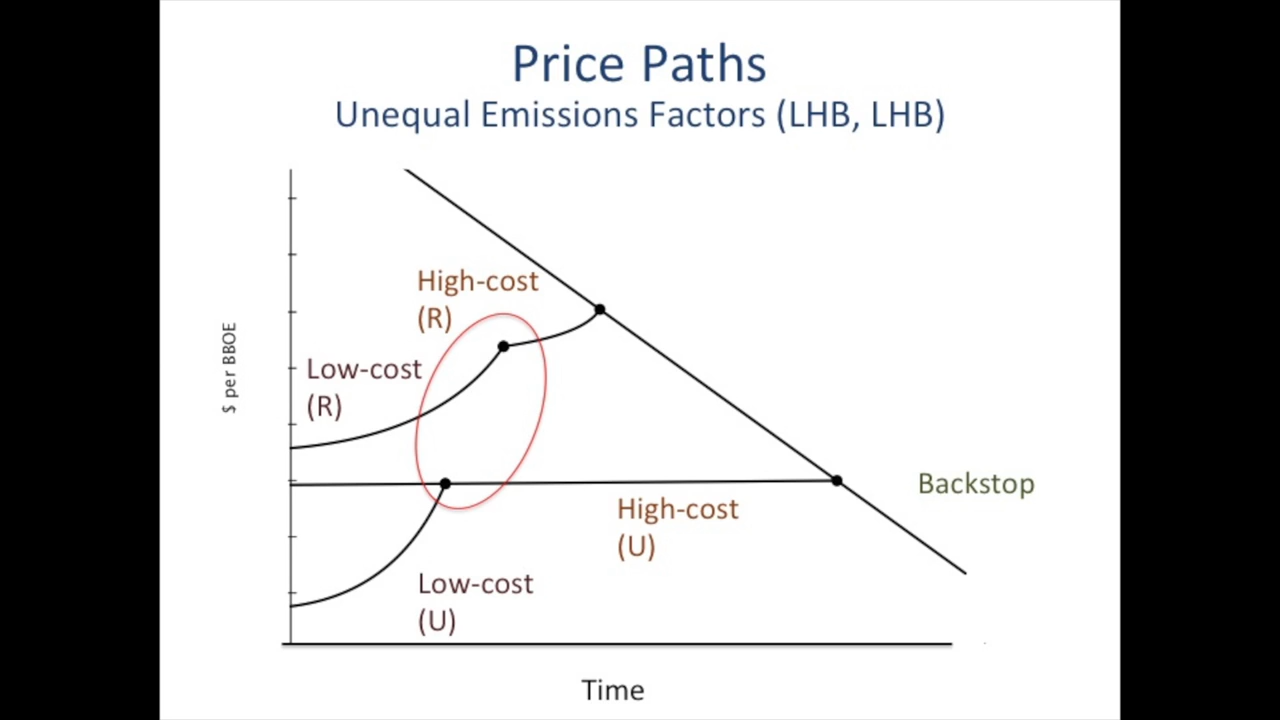 Price Paths
Unequal Emissions Factors (LHB, LHB)
High-cost
(R)
Low-cost
(R)
$ per BBOE
Backstop
High-cost
(U)
Low-cost
(U)
Time